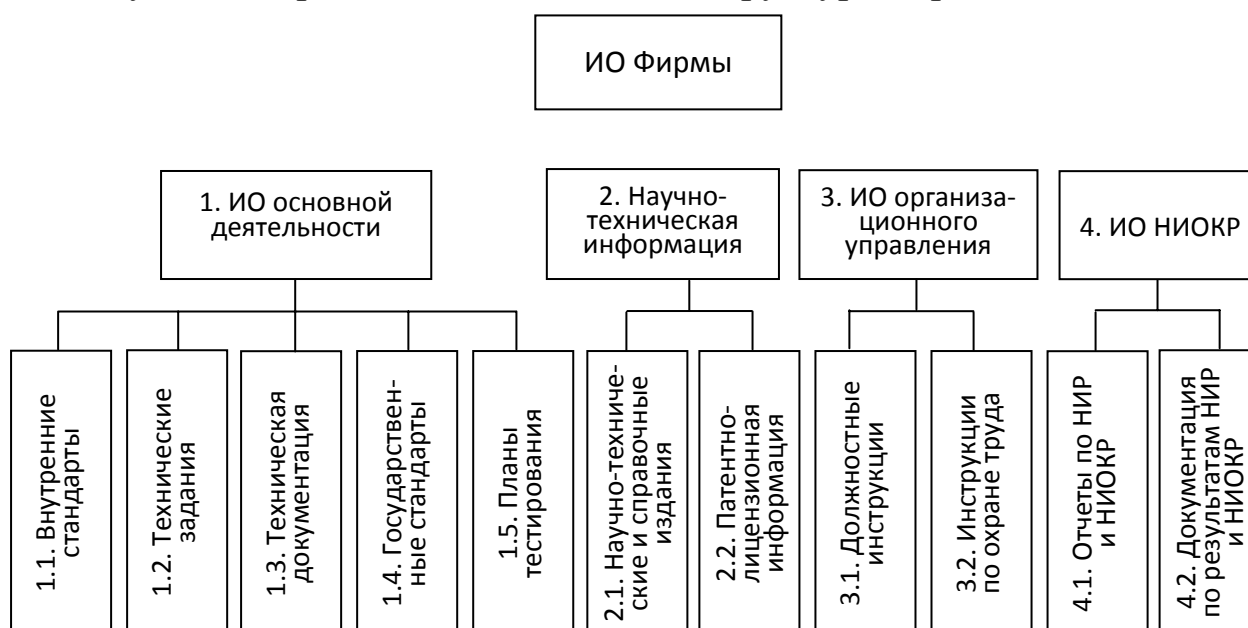 ИО Фирмы
1. ИО основной
деятельности
2. Научно-
техническая
информация
3. ИО организа-
ционного
управления
4. ИО НИОКР
1.1. Внутренние
стандарты
1.2. Технические
задания
1.3. Техническая
документация
1.4. Государствен-
ные стандарты
1.5. Планы
тестирования
2.1. Научно-техниче-
ские и справочные
издания
2.2. Патентно-
лицензионная
информация
3.1. Должностные
инструкции
3.2. Инструкции
по охране труда
4.1. Отчеты по НИР
и НИОКР
4.2. Документация
по результатам НИР
и НИОКР